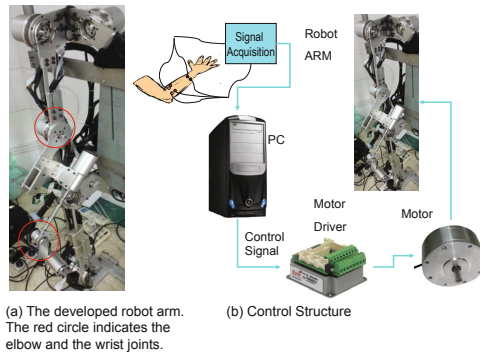 Signal
Acquisition
Robot
ARM
PC
Motor
Driver
Motor
Control
Signal
(a) The developed robot arm.
The red circle indicates the
elbow and the wrist joints.
(b) Control Structure